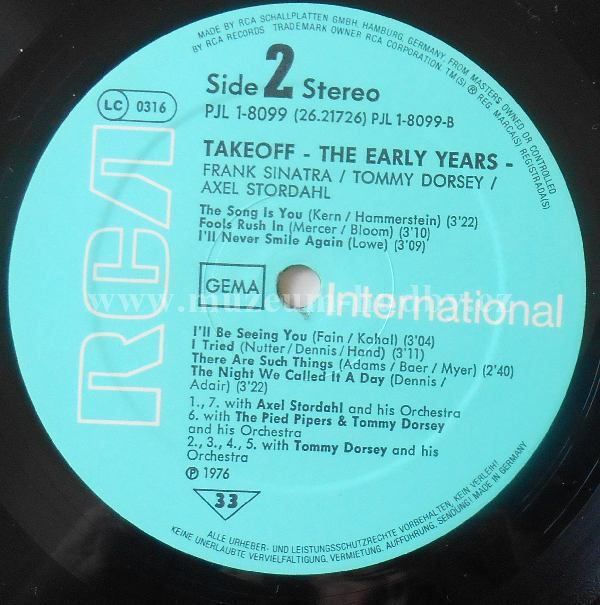 MADE BY RCA SCHALLPLATTEN GMBH, HAMBURG, GERMANY, FROM MASTERS OWNED OR CONTROLLED
BY RCA RECORDS TRADEMARK OWNER RCA CORPORATION, TM(S) ® REG. MARCA(S) REGISTRADA(S)
Side 2 Stereo
LC 0316
PJL 1-8099 (26.21726) PJL 1-8099-B
RCA
TAKEOFF - THE EARLY YEARS -
FRANK SINATRA / TOMMY DORSEY /
AXEL STORDAHL
The Song Is You (Kern / Hammerstein) (3'22)
Fools Rush In (Mercer / Bloom) (3'10)
I'll Never Smile Again (Lowe) (3'09)
GEMA
International
I'll Be Seeing You (Fain / Kahal) (3'04)
I Tried (Nutter / Dennis / Hand) (3'11)
There Are Such Things (Adams / Baer / Myer) (2'40)
The Night We Called It A Day (Dennis /
Adair) (3'22)
1., 7. with Axel Stordahl and his Orchestra
6. with The Pied Pipers & Tommy Dorsey
and his Orchestra
2., 3., 4., 5. with Tommy Dorsey and his
Orchestra
℗ 1976
33
ALLE URHEBER- UND LEISTUNGSSCHUTZRECHTE VORBEHALTEN, KEIN VERLEIH!
KEINE UNERLAUBTE VERVIELFÄLTIGUNG, VERMIETUNG, AUFFÜHRUNG, SENDUNG! MADE IN GERMANY